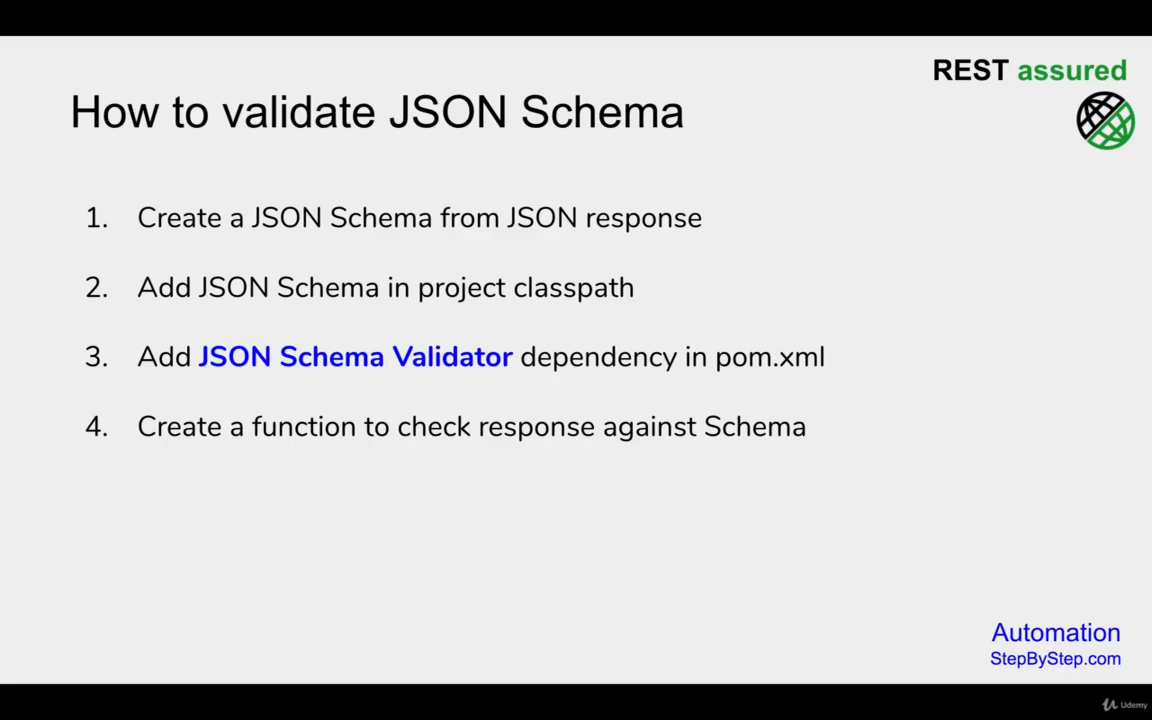 REST assured
How to validate JSON Schema
1. Create a JSON Schema from JSON response
2. Add JSON Schema in project classpath
3. Add JSON Schema Validator dependency in pom.xml
4. Create a function to check response against Schema
Automation
StepByStep.com
Udemy